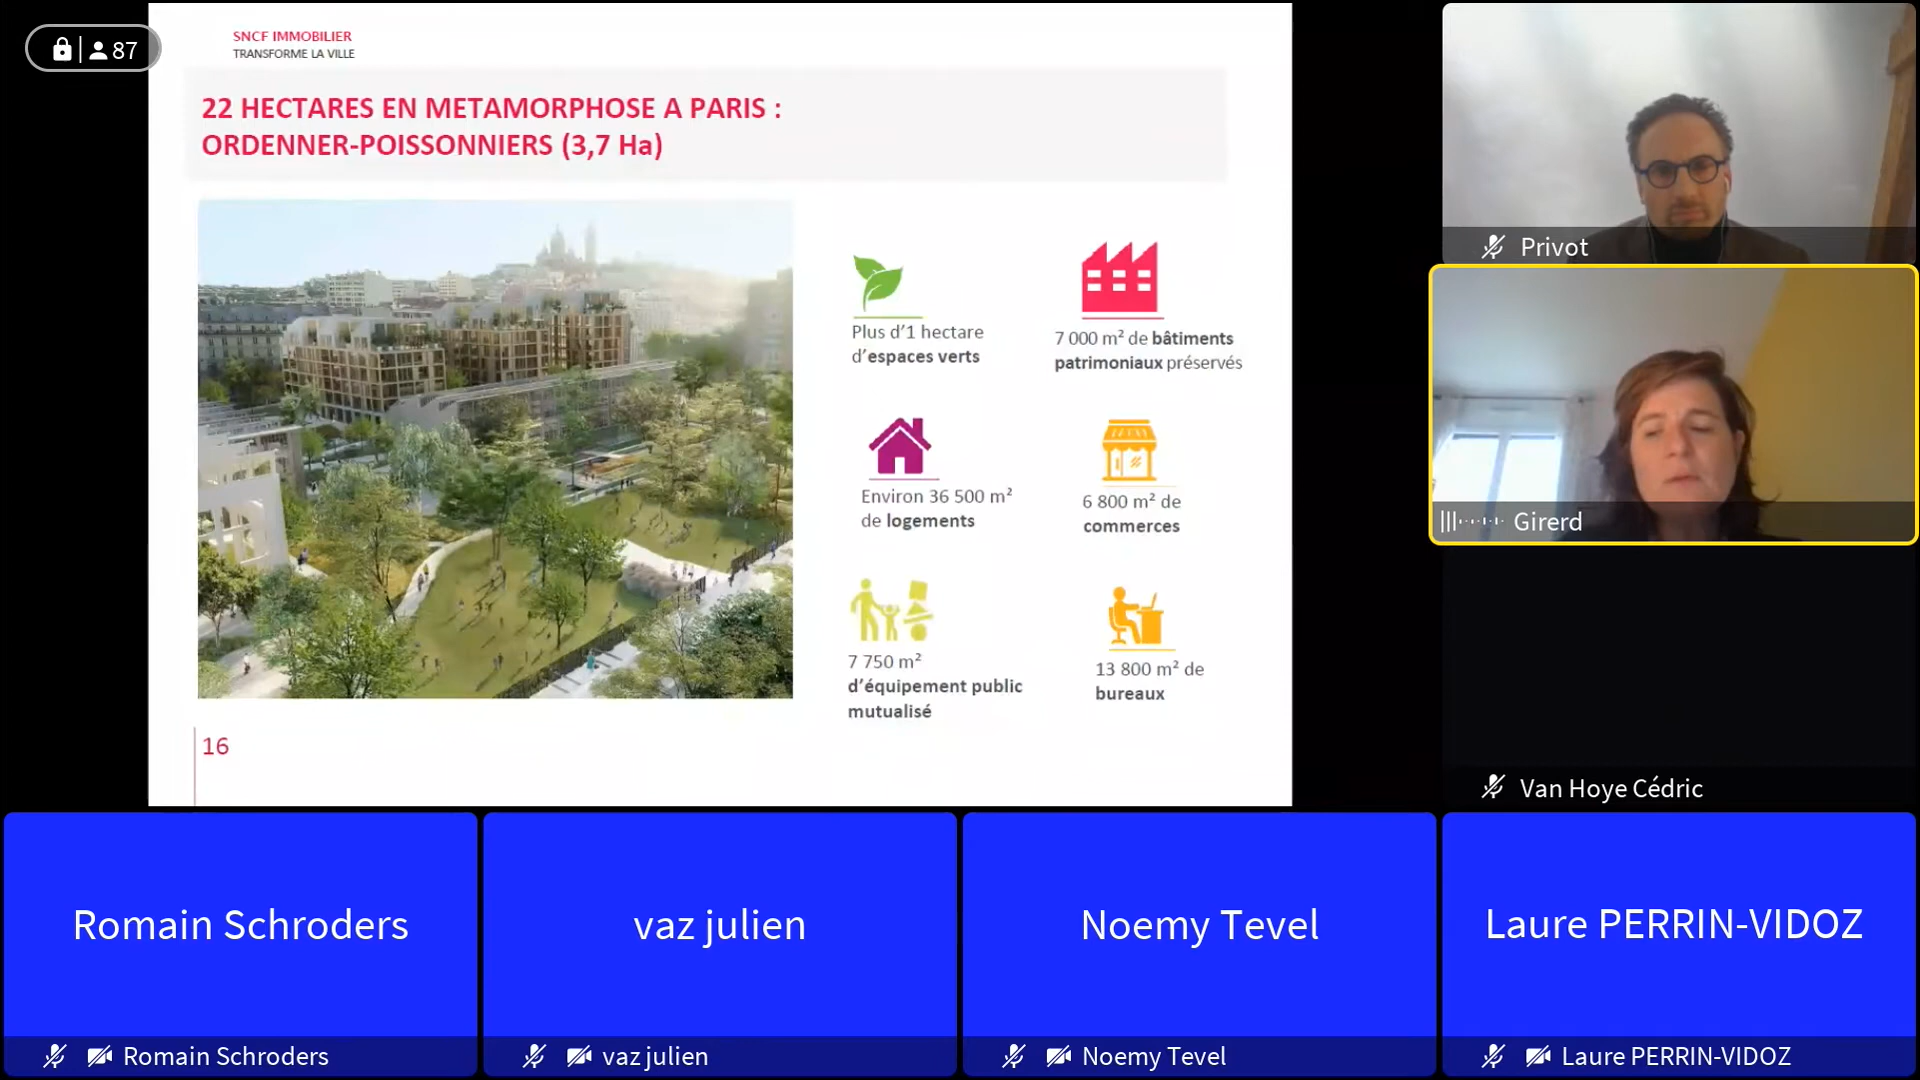 87
SNCF IMMOBILIER
TRANSFORME LA VILLE
22 HECTARES EN METAMORPHOSE A PARIS :
ORDENNER-POISSONNIERS (3,7 Ha)
Plus d'1 hectare
d'espaces verts
7 000 m² de bâtiments
patrimoniaux préservés
Environ 36 500 m²
de logements
6 800 m² de
commerces
7 750 m²
d'équipement public
mutualisé
13 800 m² de
bureaux
16
Privot
Girerd
Van Hoye Cédric
Romain Schroders
Romain Schroders
vaz julien
vaz julien
Noemy Tevel
Noemy Tevel
Laure PERRIN-VIDOZ
Laure PERRIN-VIDOZ